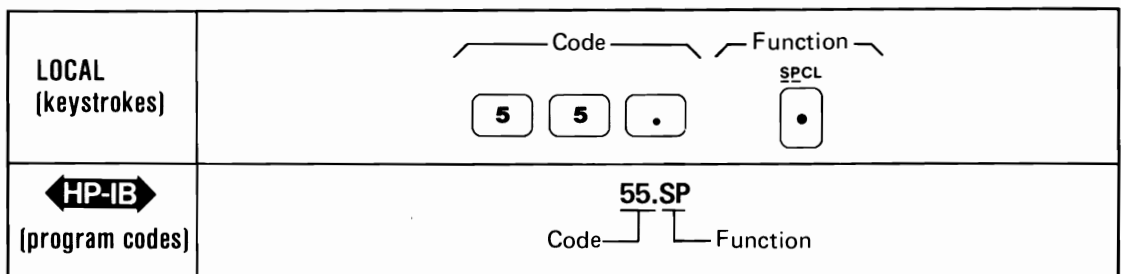 LOCAL
(keystrokes)
Code Function
SPCL
5 5 .
HP-IB
(program codes)
55.SP
Code Function